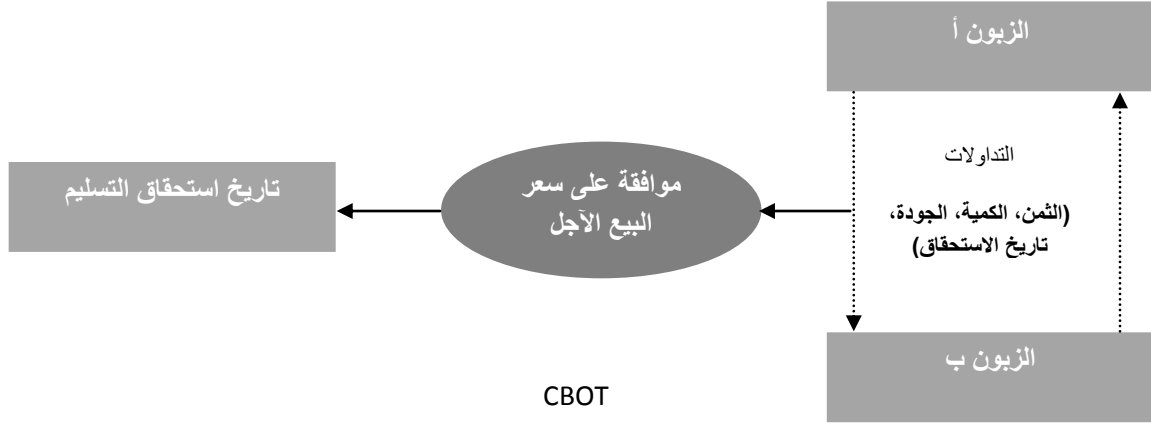 الزبون أ
التداولات
(الثمن، الكمية، الجودة،
تاريخ الاستحقاق)
موافقة على سعر
البيع الآجل
تاريخ استحقاق التسليم
الزبون ب
CBOT